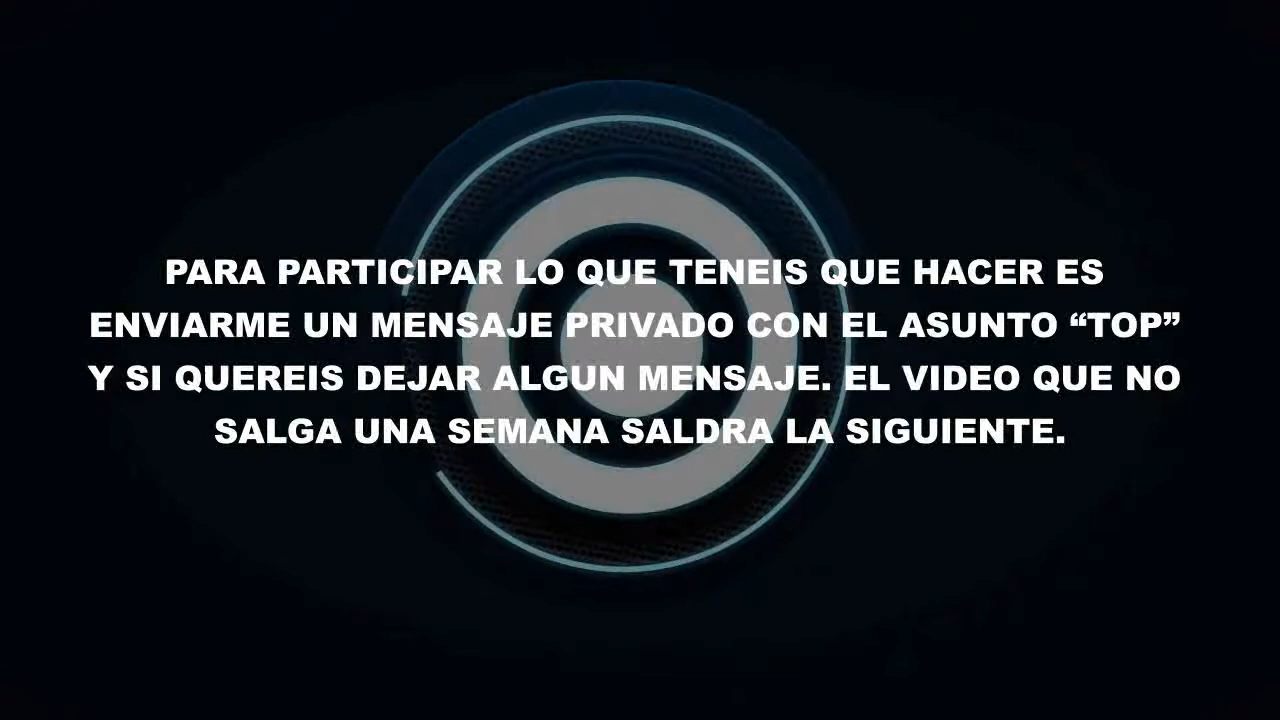 PARA PARTICIPAR LO QUE TENEIS QUE HACER ES
ENVIARME UN MENSAJE PRIVADO CON EL ASUNTO “TOP”
Y SI QUEREIS DEJAR ALGUN MENSAJE. EL VIDEO QUE NO
SALGA UNA SEMANA SALDRA LA SIGUIENTE.